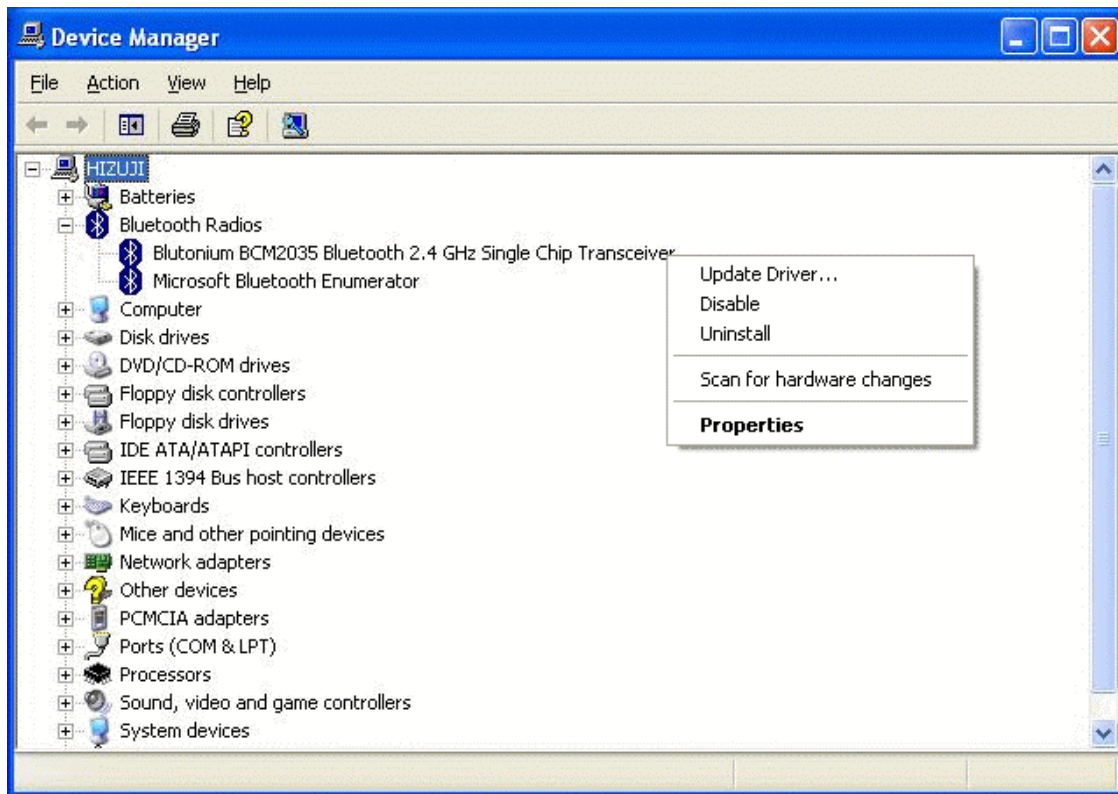 Device Manager
File Action View Help
HIZUJI
Batteries
Bluetooth Radios
Blutonium BCM2035 Bluetooth 2.4 GHz Single Chip Transceiver
Microsoft Bluetooth Enumerator
Computer
Disk drives
DVD/CD-ROM drives
Floppy disk controllers
Floppy disk drives
IDE ATA/ATAPI controllers
IEEE 1394 Bus host controllers
Keyboards
Mice and other pointing devices
Network adapters
Other devices
PCMCIA adapters
Ports (COM & LPT)
Processors
Sound, video and game controllers
System devices
Update Driver...
Disable
Uninstall
Scan for hardware changes
Properties